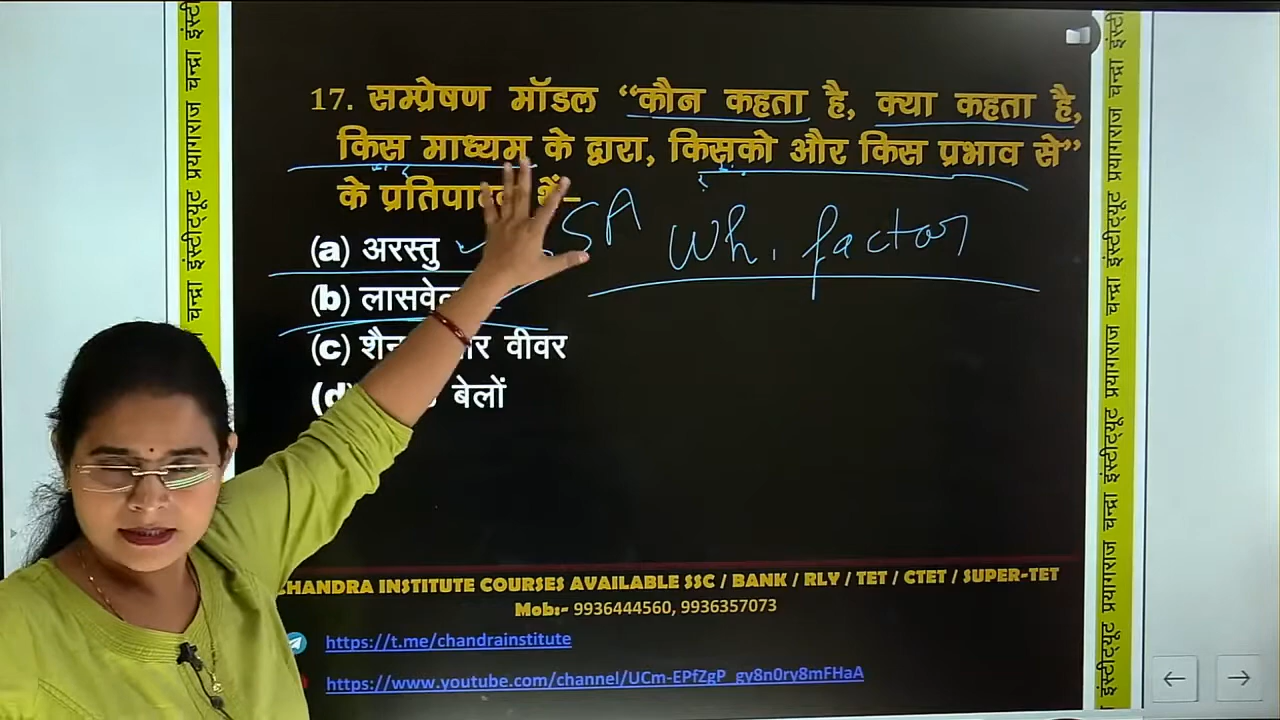 17. सम्प्रेषण मॉडल “कौन कहता है, क्या कहता है,
किस माध्यम के द्वारा, किसको और किस प्रभाव से”
के
(a) अरस्तु
SA
Wh. factor
(b)
(c) वीवर
बेलों
CHANDRA INSTITUTE COURSES AVAILABLE SSC / BANK / RLY / TET / CTET / SUPER-TET
Mob:- 9936444560, 9936357073
https://t.me/chandrainstitute
https://www.youtube.com/channel/UCm-EPfZgP_gy8n0ry8mFHaA
चन्द्रा इंस्टीट्यूट प्रयागराज
चन्द्रा इंस्टीट्यूट प्रयागराज